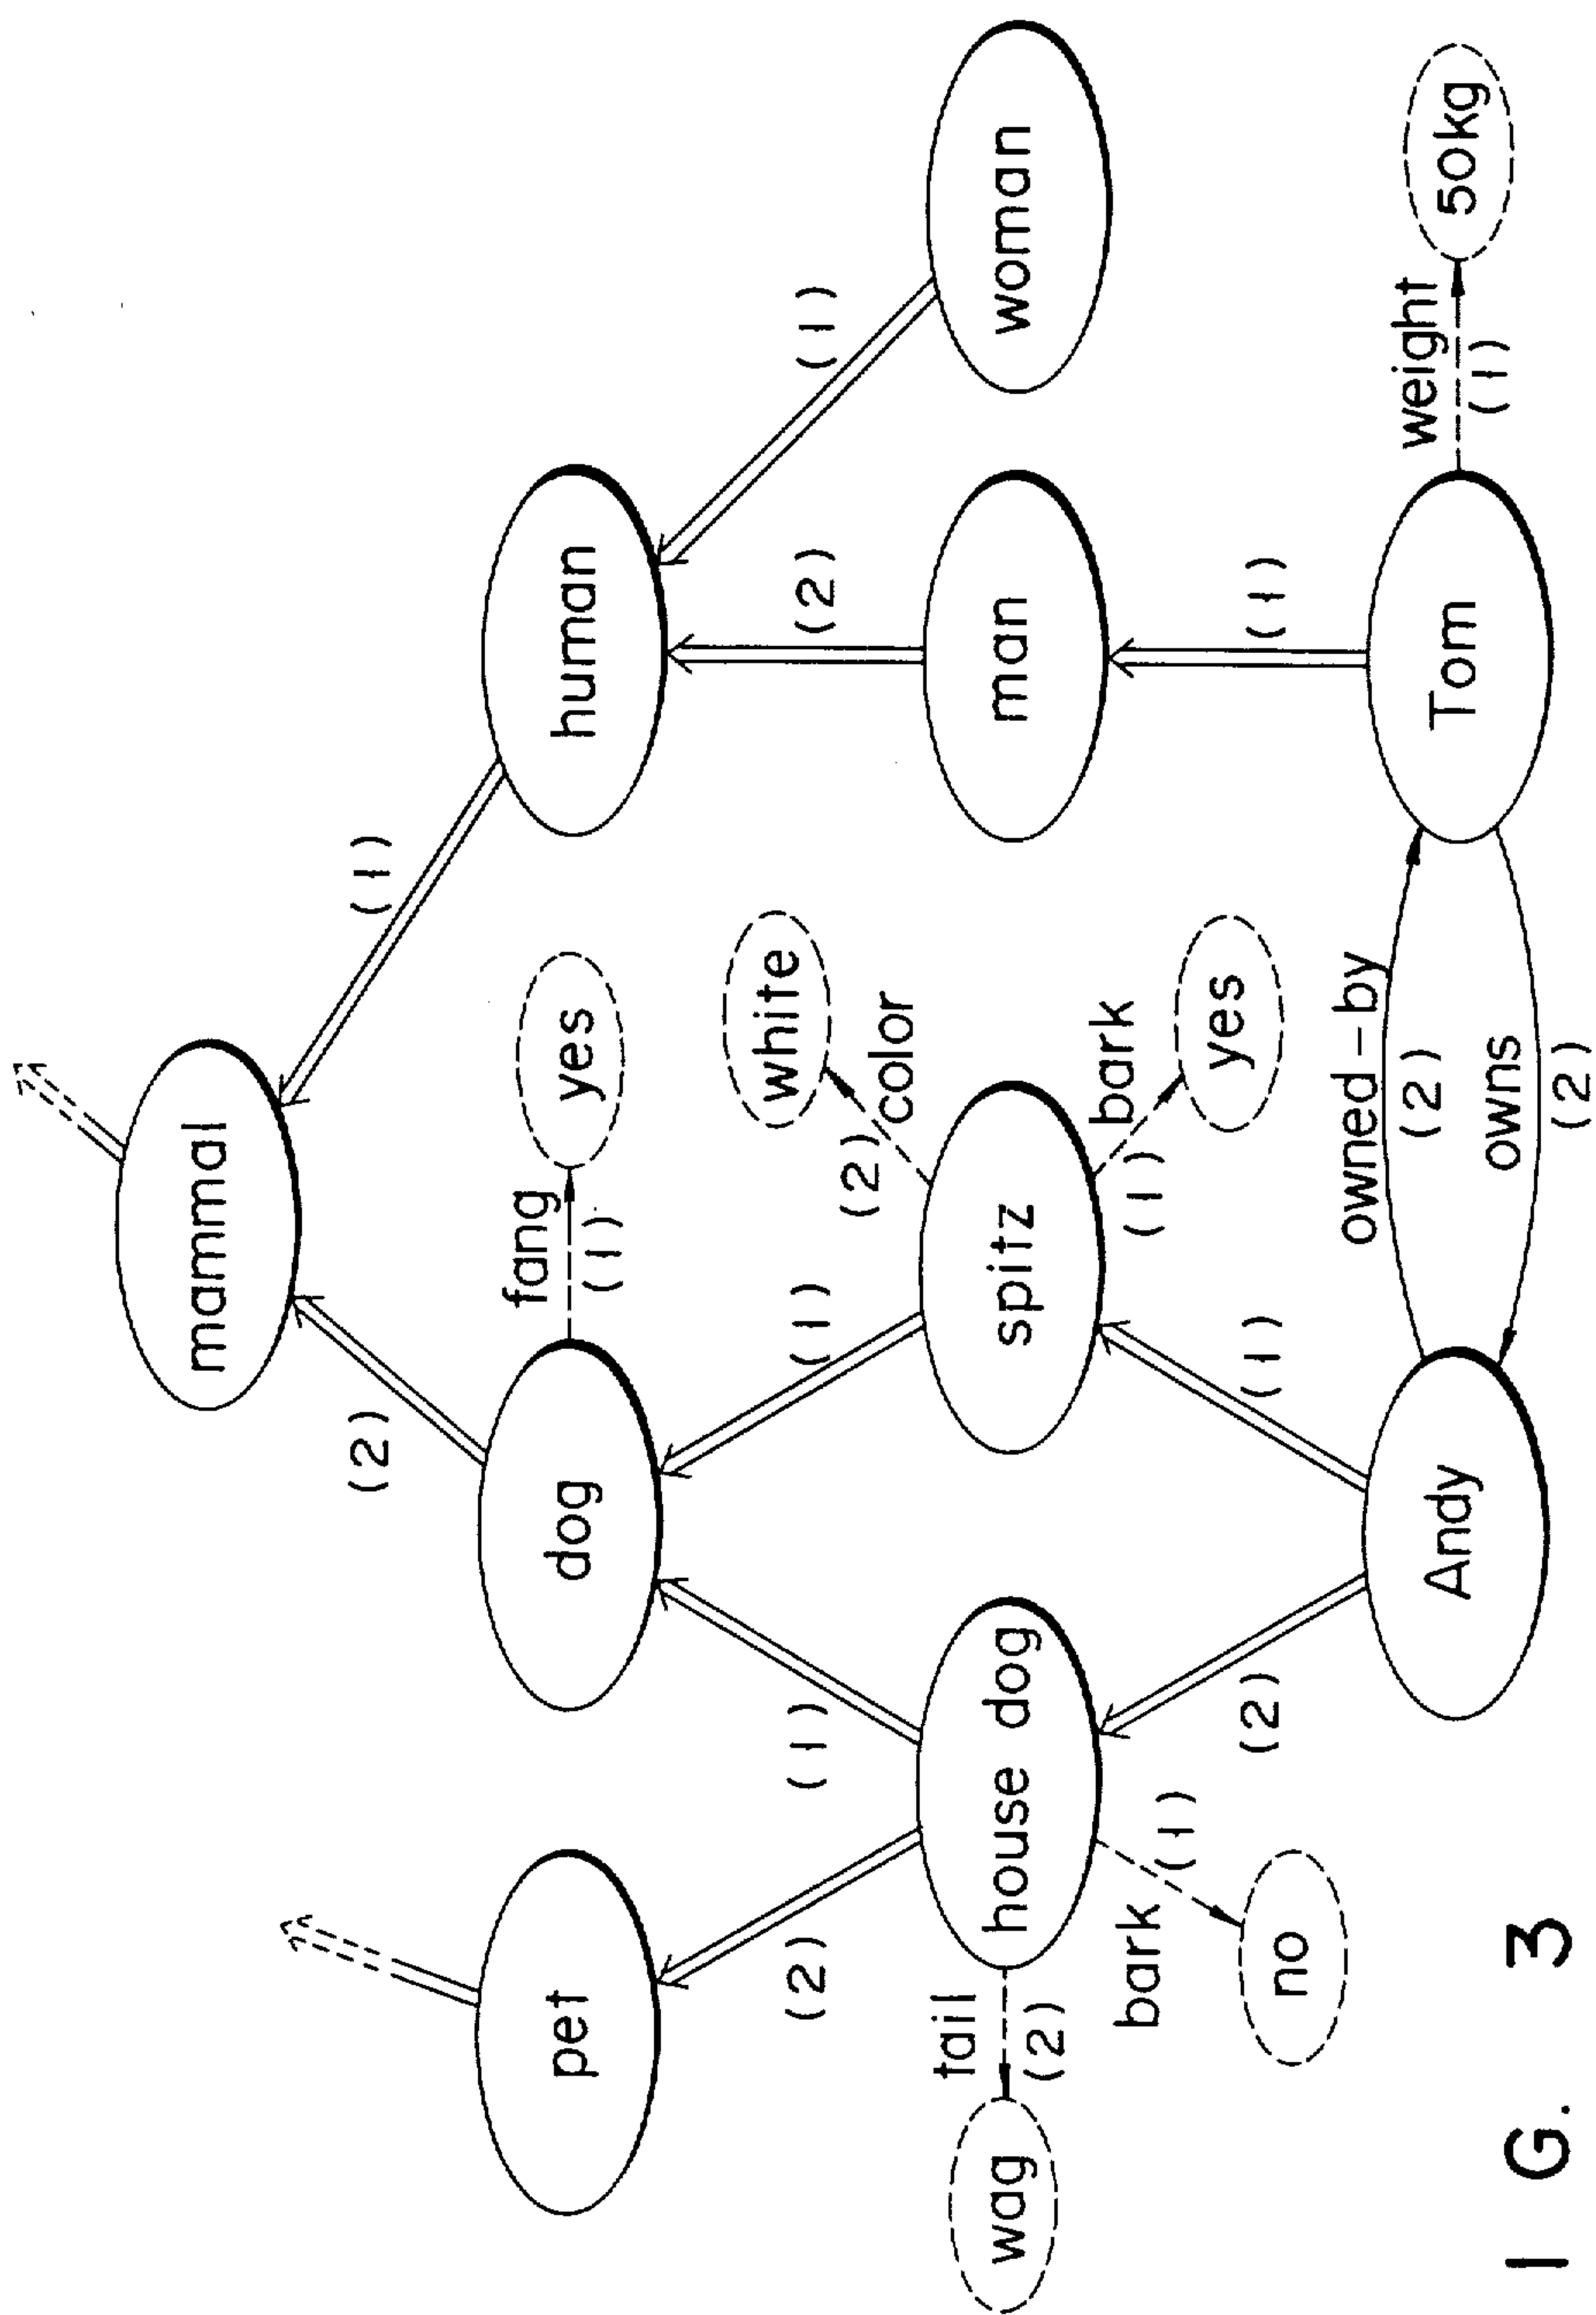 mammal
(2)
(1)
pet
dog
fang
(1)
yes
human
(2)
(1)
(1)
(2)
white
color
(2)
(1)
wag
tail
(2)
house dog
spitz
man
woman
bark
(1)
no
(1)
bark
yes
(2)
(1)
(1)
Andy
owned-by
(2)
owns
(2)
Tom
weight
(1)
50kg
I G. 3